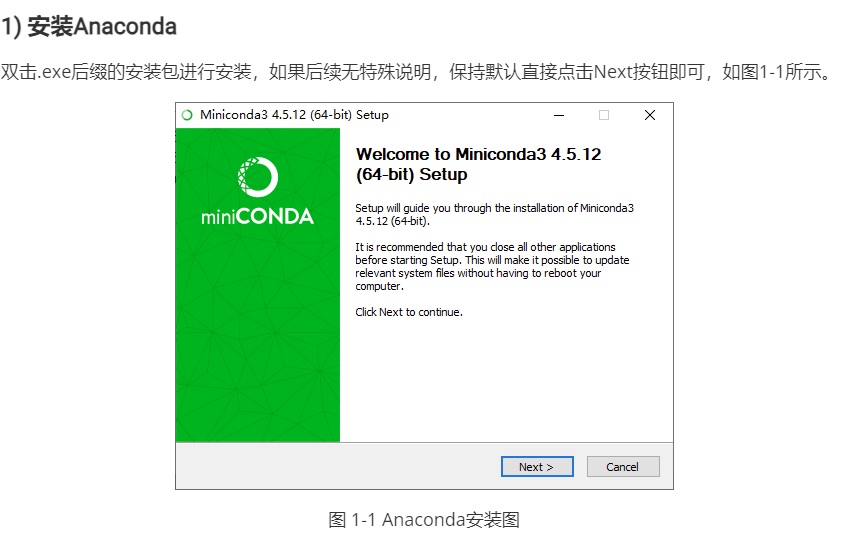 1) 安装Anaconda
双击.exe后缀的安装包进行安装，如果后续无特殊说明，保持默认直接点击Next按钮即可，如图1-1所示。
Miniconda3 4.5.12 (64-bit) Setup
miniCONDA
Welcome to Miniconda3 4.5.12
(64-bit) Setup
Setup will guide you through the installation of Miniconda3
4.5.12 (64-bit).
It is recommended that you close all other applications
before starting Setup. This will make it possible to update
relevant system files without having to reboot your
computer.
Click Next to continue.
Next >
Cancel
图 1-1 Anaconda安装图